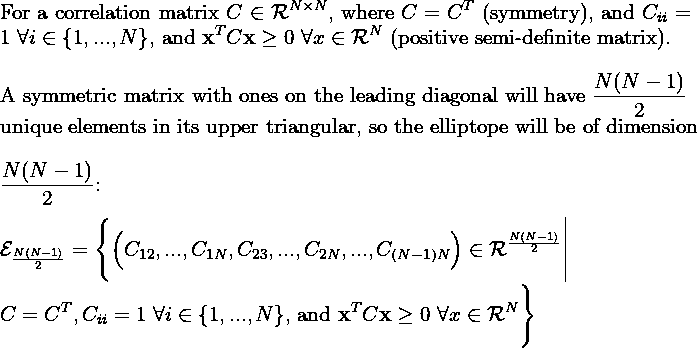 For a correlation matrix $C \in \mathcal{R}^{N \times N}$, where $C = C^T$ (symmetry), and $C_{ii} =$
$1 \ \forall i \in \{1, ..., N\}$, and $\mathbf{x}^T C \mathbf{x} \geq 0 \ \forall x \in \mathcal{R}^N$ (positive semi-definite matrix).
A symmetric matrix with ones on the leading diagonal will have $\dfrac{N(N-1)}{2}$
unique elements in its upper triangular, so the elliptope will be of dimension
$\dfrac{N(N-1)}{2}$:
$\mathcal{E}_{\frac{N(N-1)}{2}} = \Bigg\{ \Big( C_{12}, ..., C_{1N}, C_{23}, ..., C_{2N}, ..., C_{(N-1)N} \Big) \in \mathcal{R}^{\frac{N(N-1)}{2}} \Bigg|$
$C = C^T, C_{ii} = 1 \ \forall i \in \{1, ..., N\}$, and $\mathbf{x}^T C \mathbf{x} \geq 0 \ \forall x \in \mathcal{R}^N \Bigg\}$